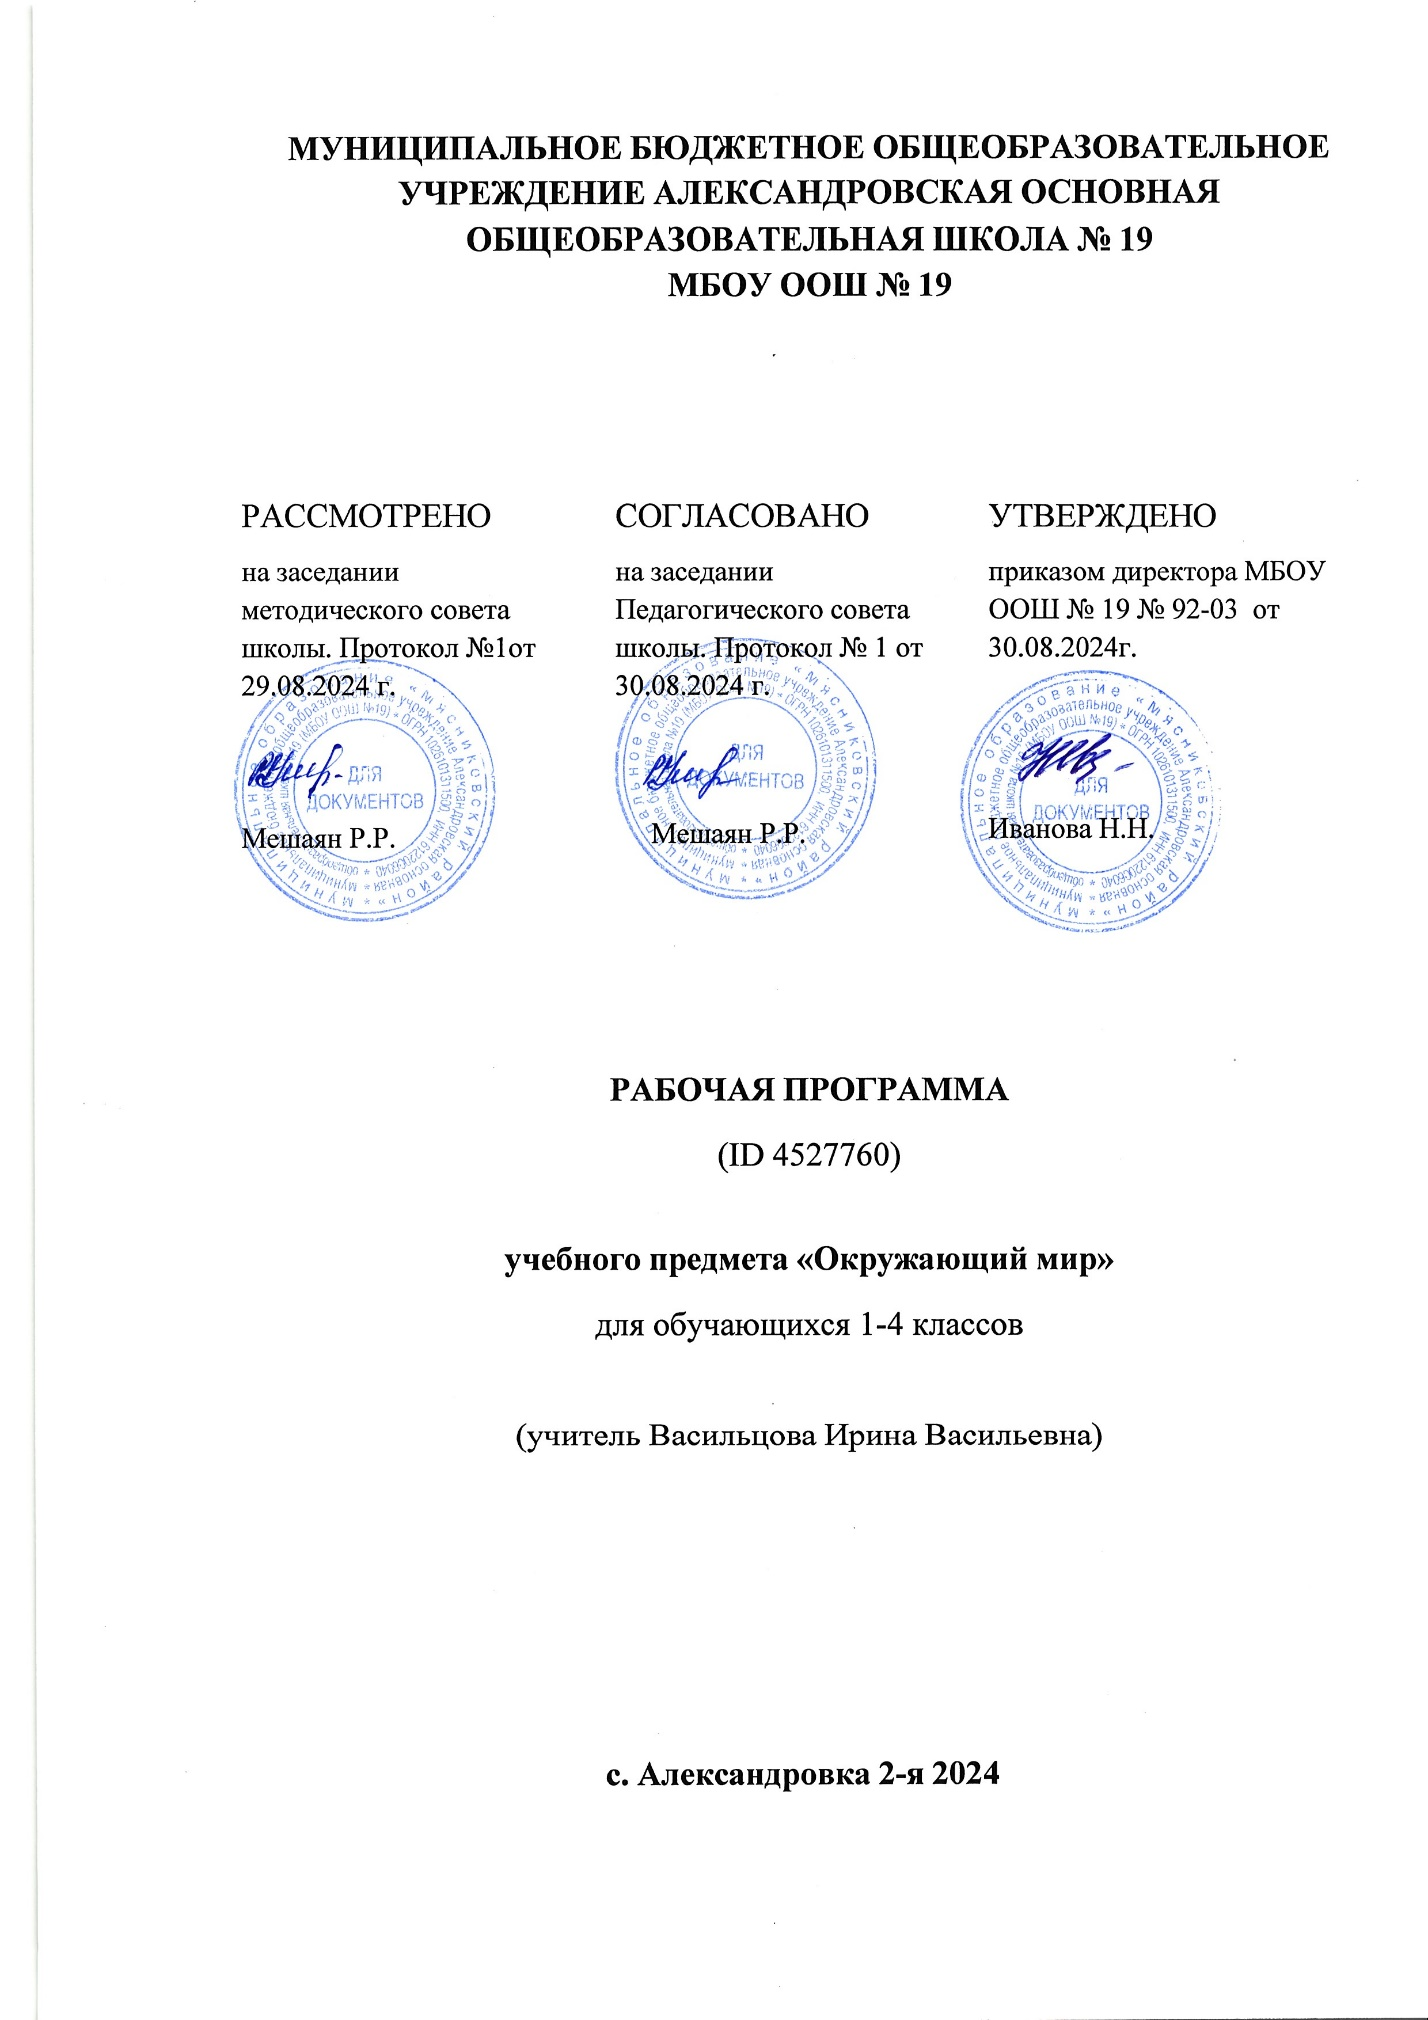 МУНИЦИПАЛЬНОЕ БЮДЖЕТНОЕ ОБЩЕОБРАЗОВАТЕЛЬНОЕ
УЧРЕЖДЕНИЕ АЛЕКСАНДРОВСКАЯ ОСНОВНАЯ
ОБЩЕОБРАЗОВАТЕЛЬНАЯ ШКОЛА № 19
МБОУ ООШ № 19
РАССМОТРЕНО
на заседании
методического совета
школы. Протокол №1от
29.08.2024 г.
ДЛЯ
ДОКУМЕНТОВ
Мешаян Р.Р.
СОГЛАСОВАНО
на заседании
Педагогического совета
школы. Протокол № 1 от
30.08.2024 г.
ДЛЯ
ДОКУМЕНТОВ
Мешаян Р.Р.
УТВЕРЖДЕНО
приказом директора МБОУ
ООШ № 19 № 92-03 от
30.08.2024г.
ДЛЯ
ДОКУМЕНТОВ
Иванова Н.Н.
РАБОЧАЯ ПРОГРАММА
(ID 4527760)
учебного предмета «Окружающий мир»
для обучающихся 1-4 классов
(учитель Васильцова Ирина Васильевна)
с. Александровка 2-я 2024